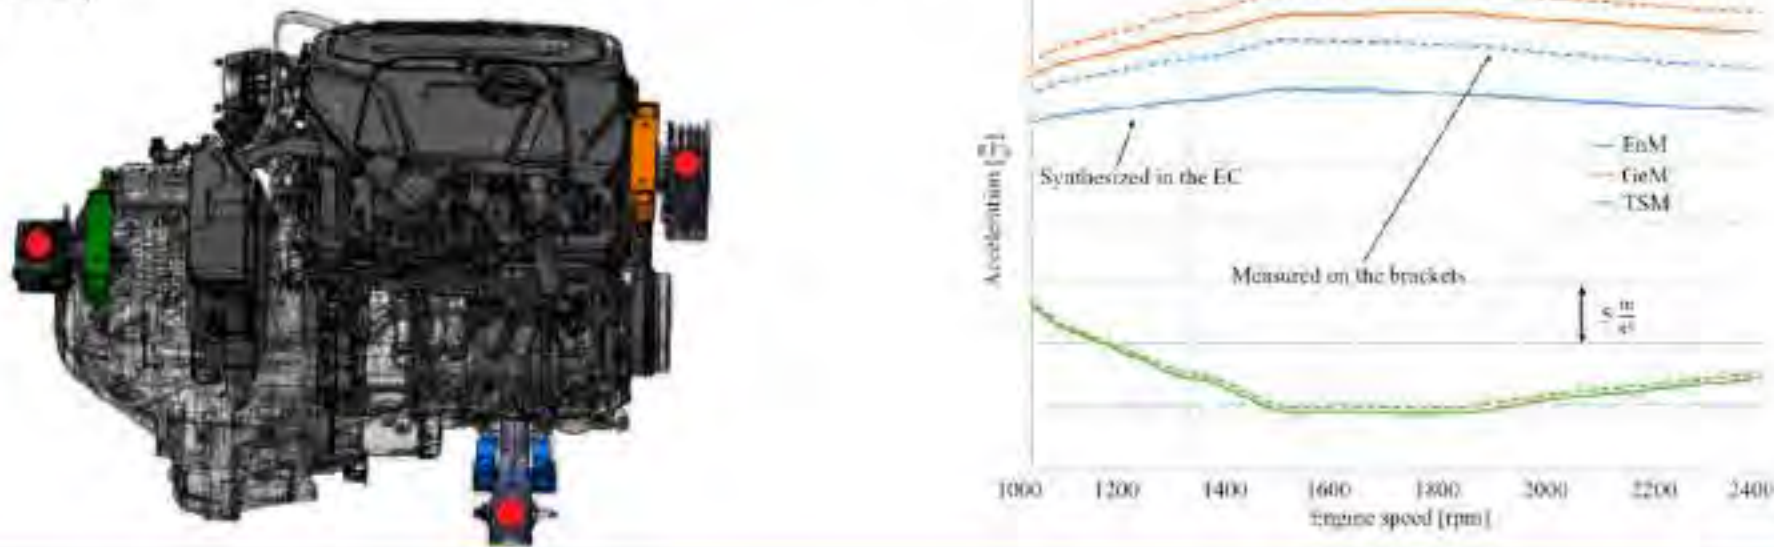 Acceleration
Synthesized in the EC
EnM
GeM
TSM
Measured on the brackets
5 m
1000 1200 1400 1600 1800 2000 2200 2400
Engine speed [rpm]